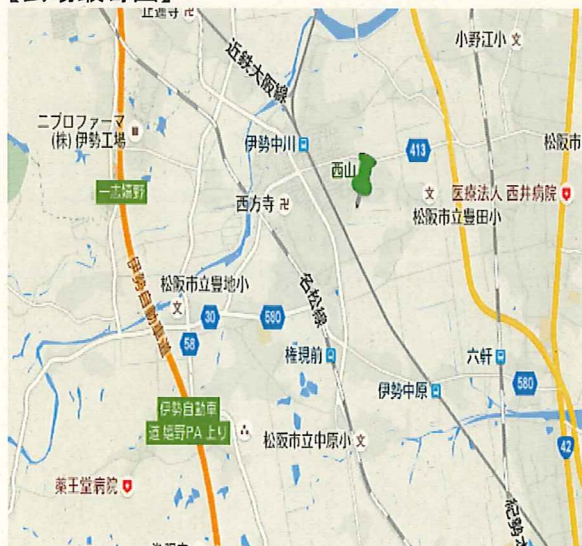 正蓮寺
近鉄大阪線
小野江小
ニプロファーマ
(株) 伊勢工場
伊勢中川
413
松阪市
西山
一志嬉野
医療法人 西井病院
松阪市立豊田小
西方寺
伊勢自動車道
松阪市立豊地小
名松線
30
580
58
権現前
六軒
伊勢中原
580
伊勢自動車
道 嬉野PA 上り
松阪市立中原小
42
薬王堂病院
紀勢本